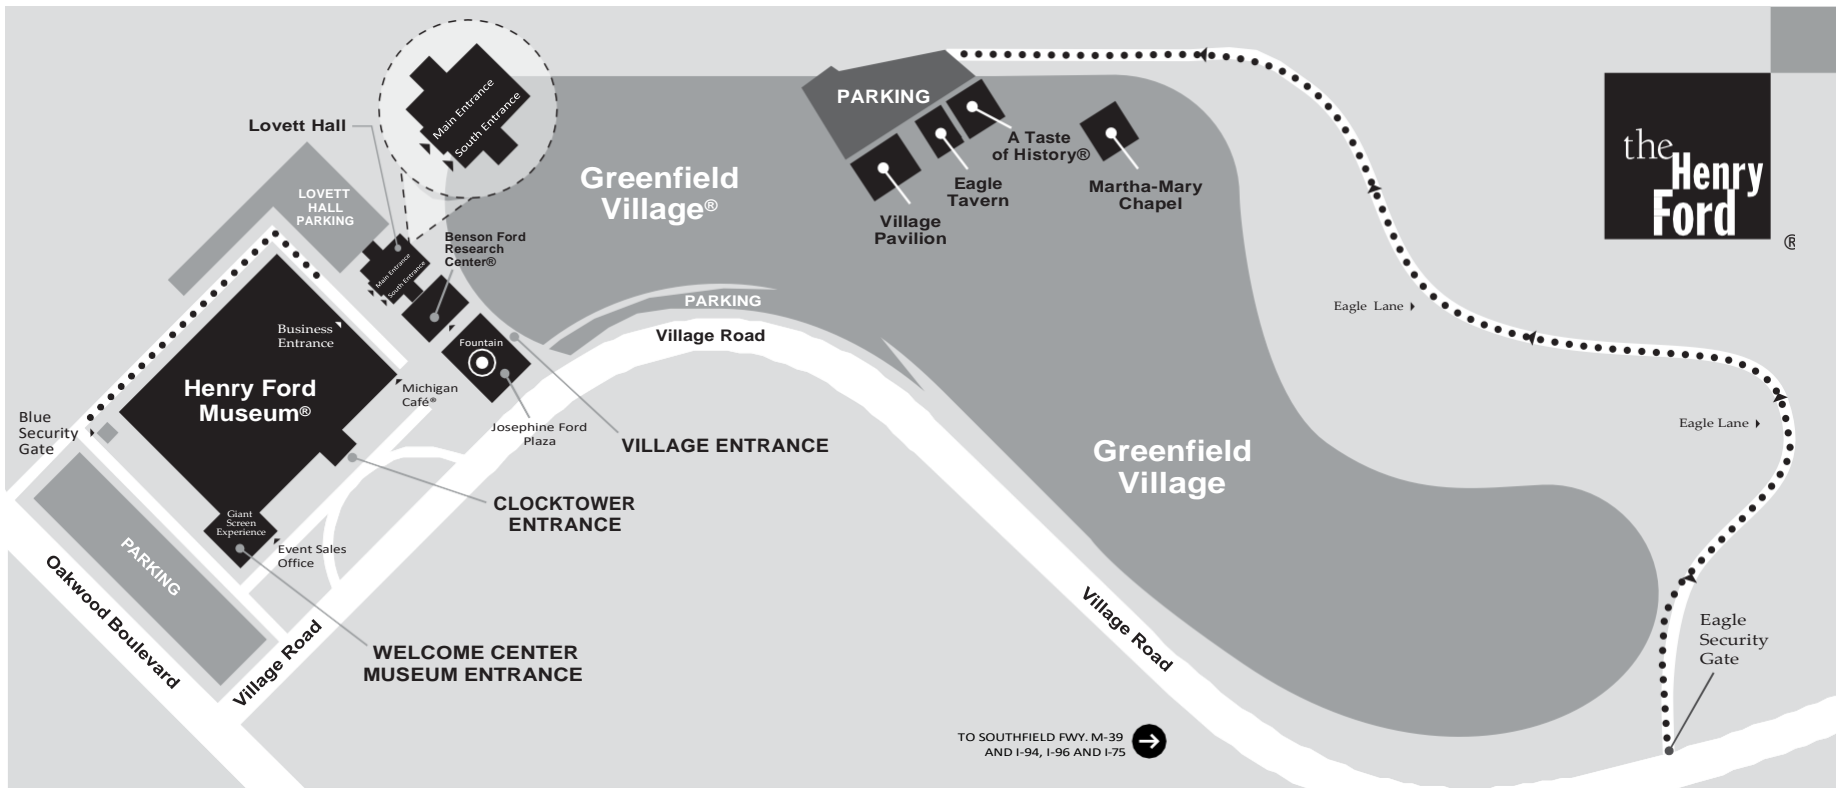 Main Entrance
South Entrance
Lovett Hall
LOVETT
HALL
PARKING
Greenfield
Village®
PARKING
A Taste
of History®
Eagle
Tavern
Village
Pavilion
Martha-Mary
Chapel
the
Henry
Ford
®
Benson Ford
Research
Center®
Main Entrance
South Entrance
PARKING
Village Road
Eagle Lane
Business
Entrance
Fountain
Henry Ford
Museum®
Michigan
Café®
Josephine Ford
Plaza
VILLAGE ENTRANCE
Blue
Security
Gate
Eagle Lane
Greenfield
Village
CLOCKTOWER
ENTRANCE
Giant
Screen
Experience
Event Sales
Office
PARKING
Oakwood Boulevard
Village Road
WELCOME CENTER
MUSEUM ENTRANCE
Village Road
Eagle
Security
Gate
TO SOUTHFIELD FWY. M-39
AND I-94, I-96 AND I-75